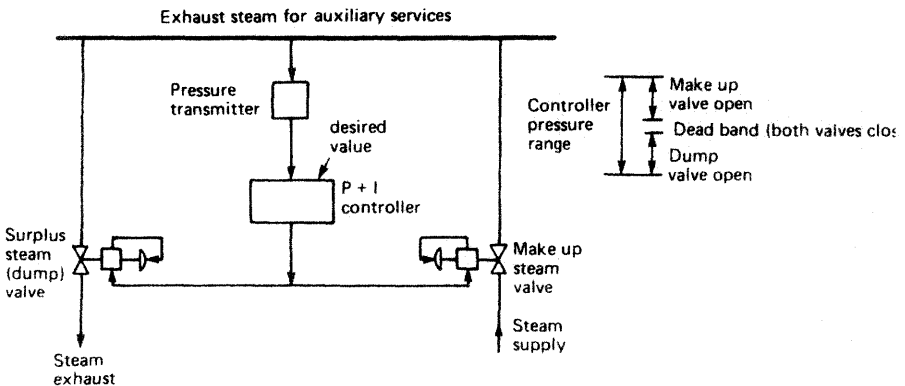 Exhaust steam for auxiliary services
Pressure
transmitter
desired
value
P + I
controller
Surplus
steam
(dump)
valve
Make up
steam
valve
Steam
supply
Steam
exhaust
Controller
pressure
range
Make up
valve open
Dead band (both valves clos
Dump
valve open